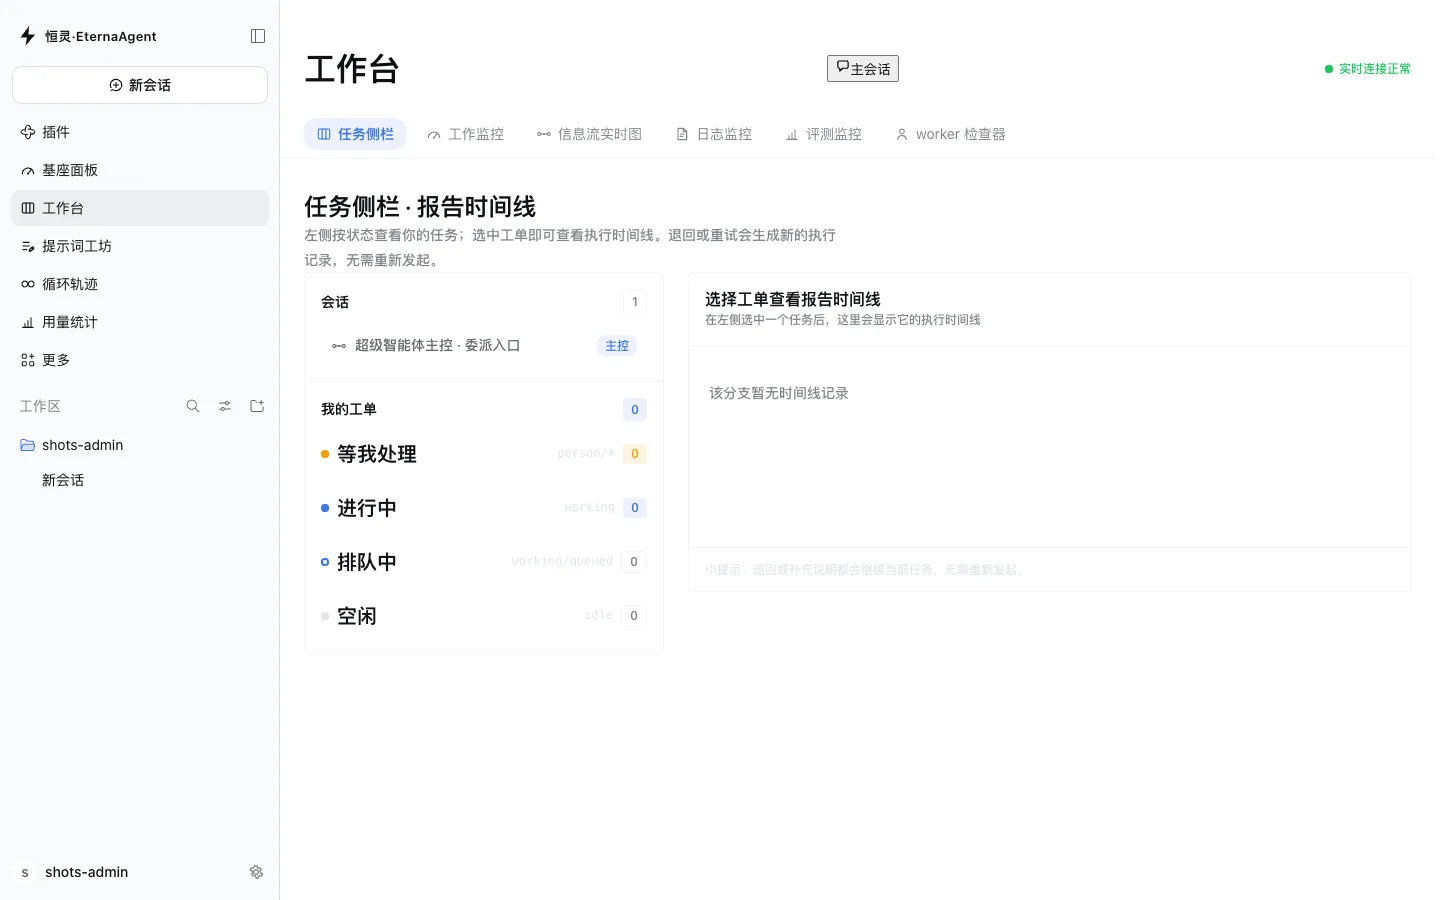 恒灵·EternaAgent
新会话
插件
基座面板
工作台
提示词工坊
循环轨迹
用量统计
更多
工作区
shots-admin
新会话
s shots-admin
工作台
主会话
实时连接正常
任务侧栏 工作监控 信息流实时图 日志监控 评测监控 worker 检查器
任务侧栏 · 报告时间线
左侧按状态查看你的任务；选中工单即可查看执行时间线。退回或重试会生成新的执行
记录，无需重新发起。
会话 1
超级智能体主控 · 委派入口 主控
我的工单 0
等我处理 person/* 0
进行中 working 0
排队中 working/queued 0
空闲 idle 0
选择工单查看报告时间线
在左侧选中一个任务后，这里会显示它的执行时间线
该分支暂无时间线记录
小提示：退回或补充说明都会继续当前任务，无需重新发起。